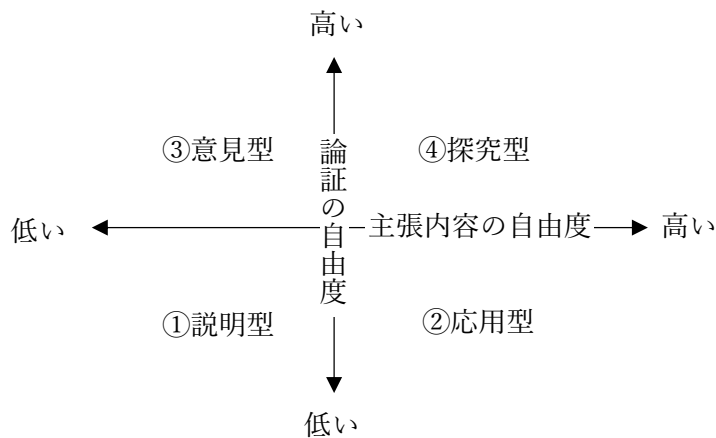 高い
③意見型
論証の自由度
④探究型
低い
主張内容の自由度
高い
①説明型
②応用型
低い